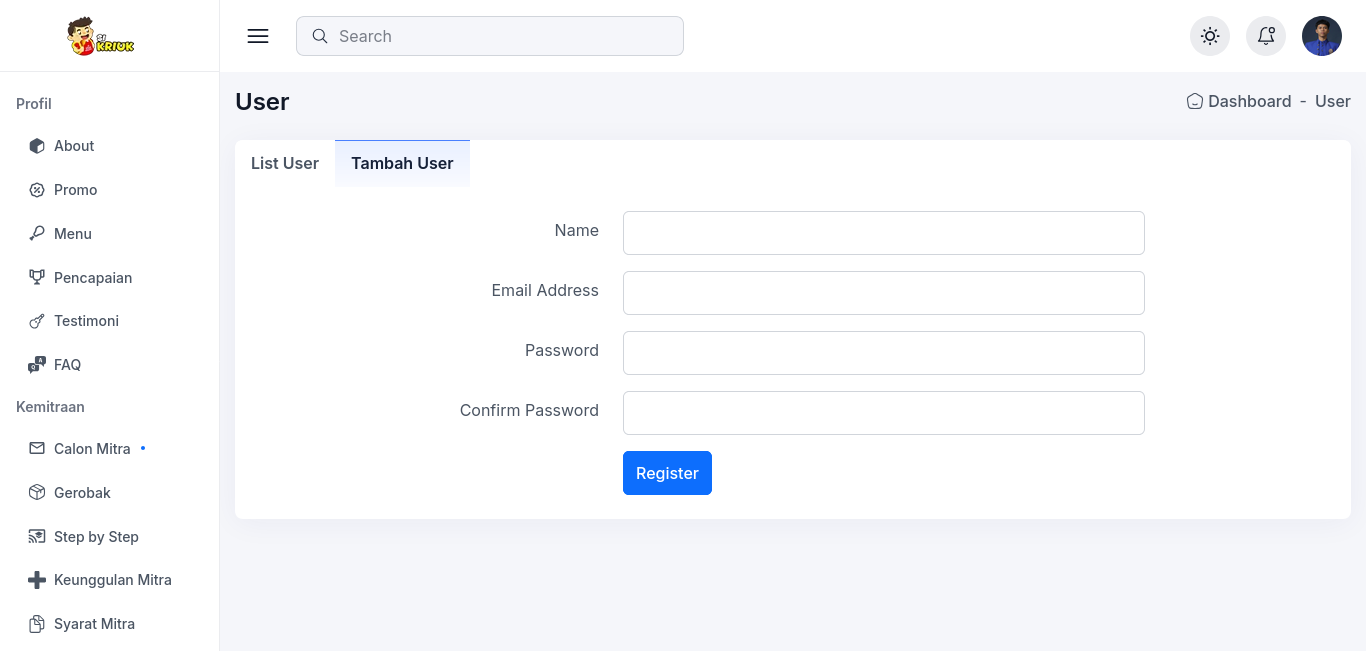 SI
KRIUK
Search
Profil
About
Promo
Menu
Pencapaian
Testimoni
FAQ
Kemitraan
Calon Mitra
Gerobak
Step by Step
Keunggulan Mitra
Syarat Mitra
User
Dashboard - User
List User
Tambah User
Name
Email Address
Password
Confirm Password
Register